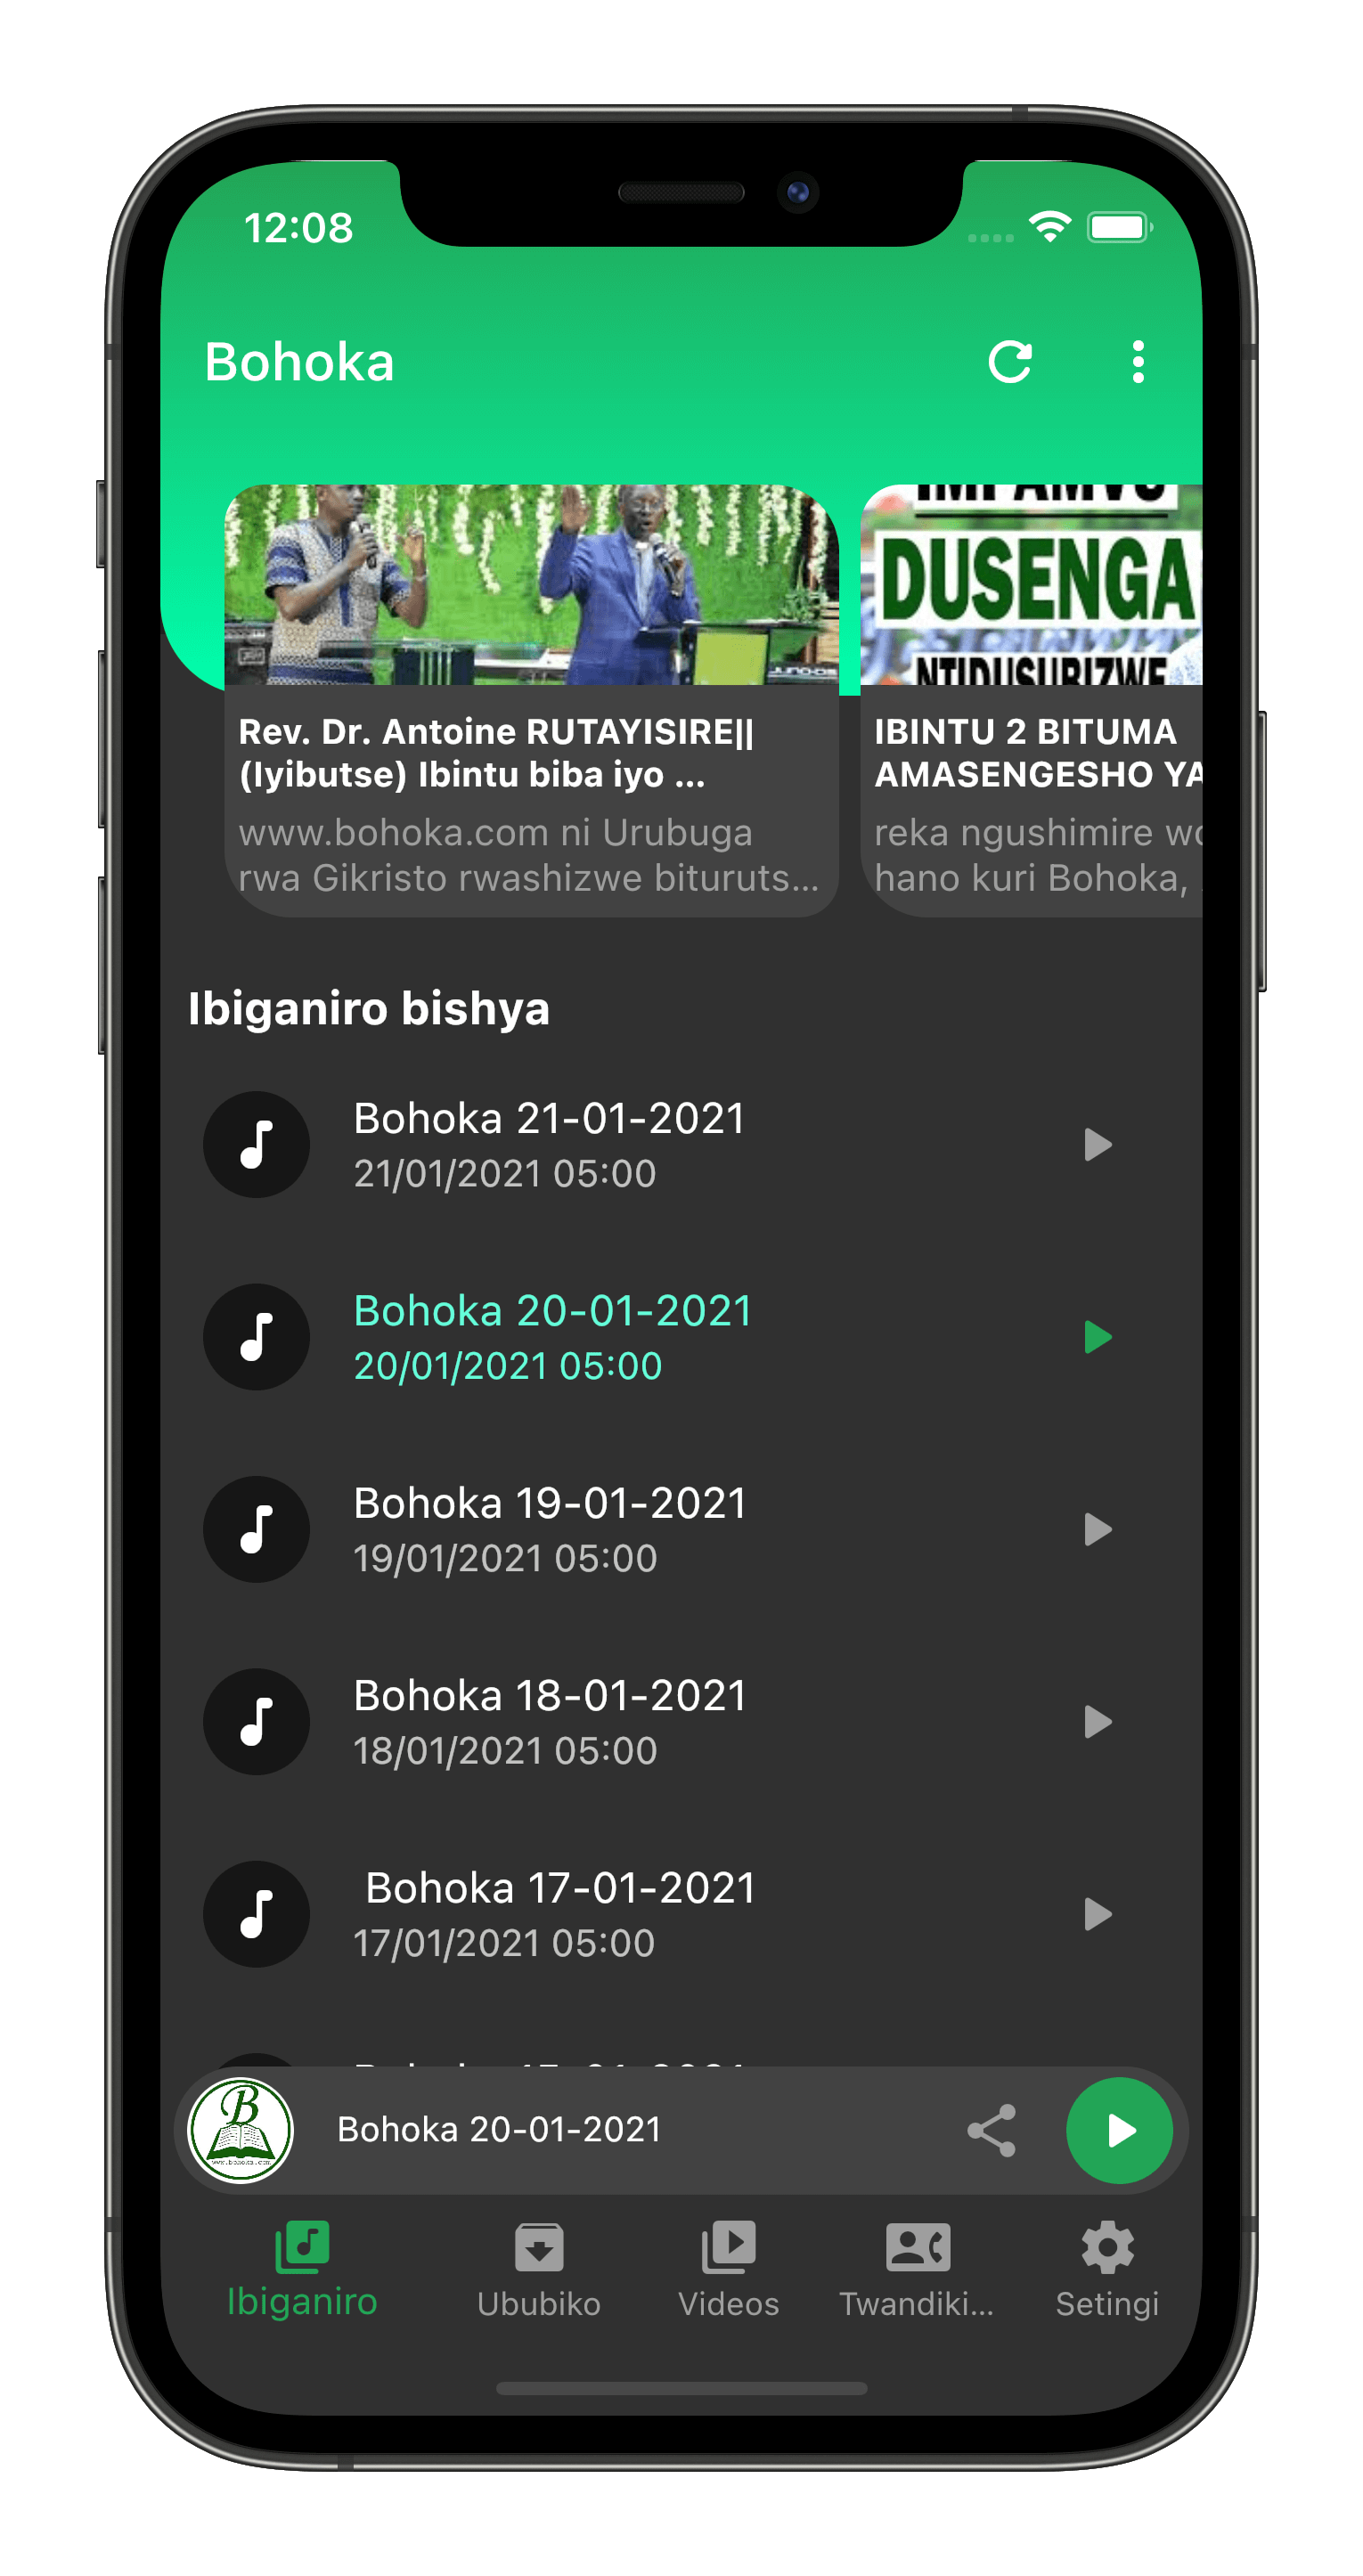 12:08
Bohoka
DUSENGA
NTIDUSUBIZWE
Rev. Dr. Antoine RUTAYISIRE||
(Iyibutse) Ibintu biba iyo ...
www.bohoka.com ni Urubuga
rwa Gikristo rwashizwe bituruts...
IBINTU 2 BITUMA
AMASENGESHO YA
reka ngushimire
hano kuri Bohoka,
Ibiganiro bishya
Bohoka 21-01-2021
21/01/2021 05:00
Bohoka 20-01-2021
20/01/2021 05:00
Bohoka 19-01-2021
19/01/2021 05:00
Bohoka 18-01-2021
18/01/2021 05:00
Bohoka 17-01-2021
17/01/2021 05:00
B
www.bohoka.com
Bohoka 20-01-2021
Ibiganiro
Ububiko
Videos
Twandiki...
Setingi